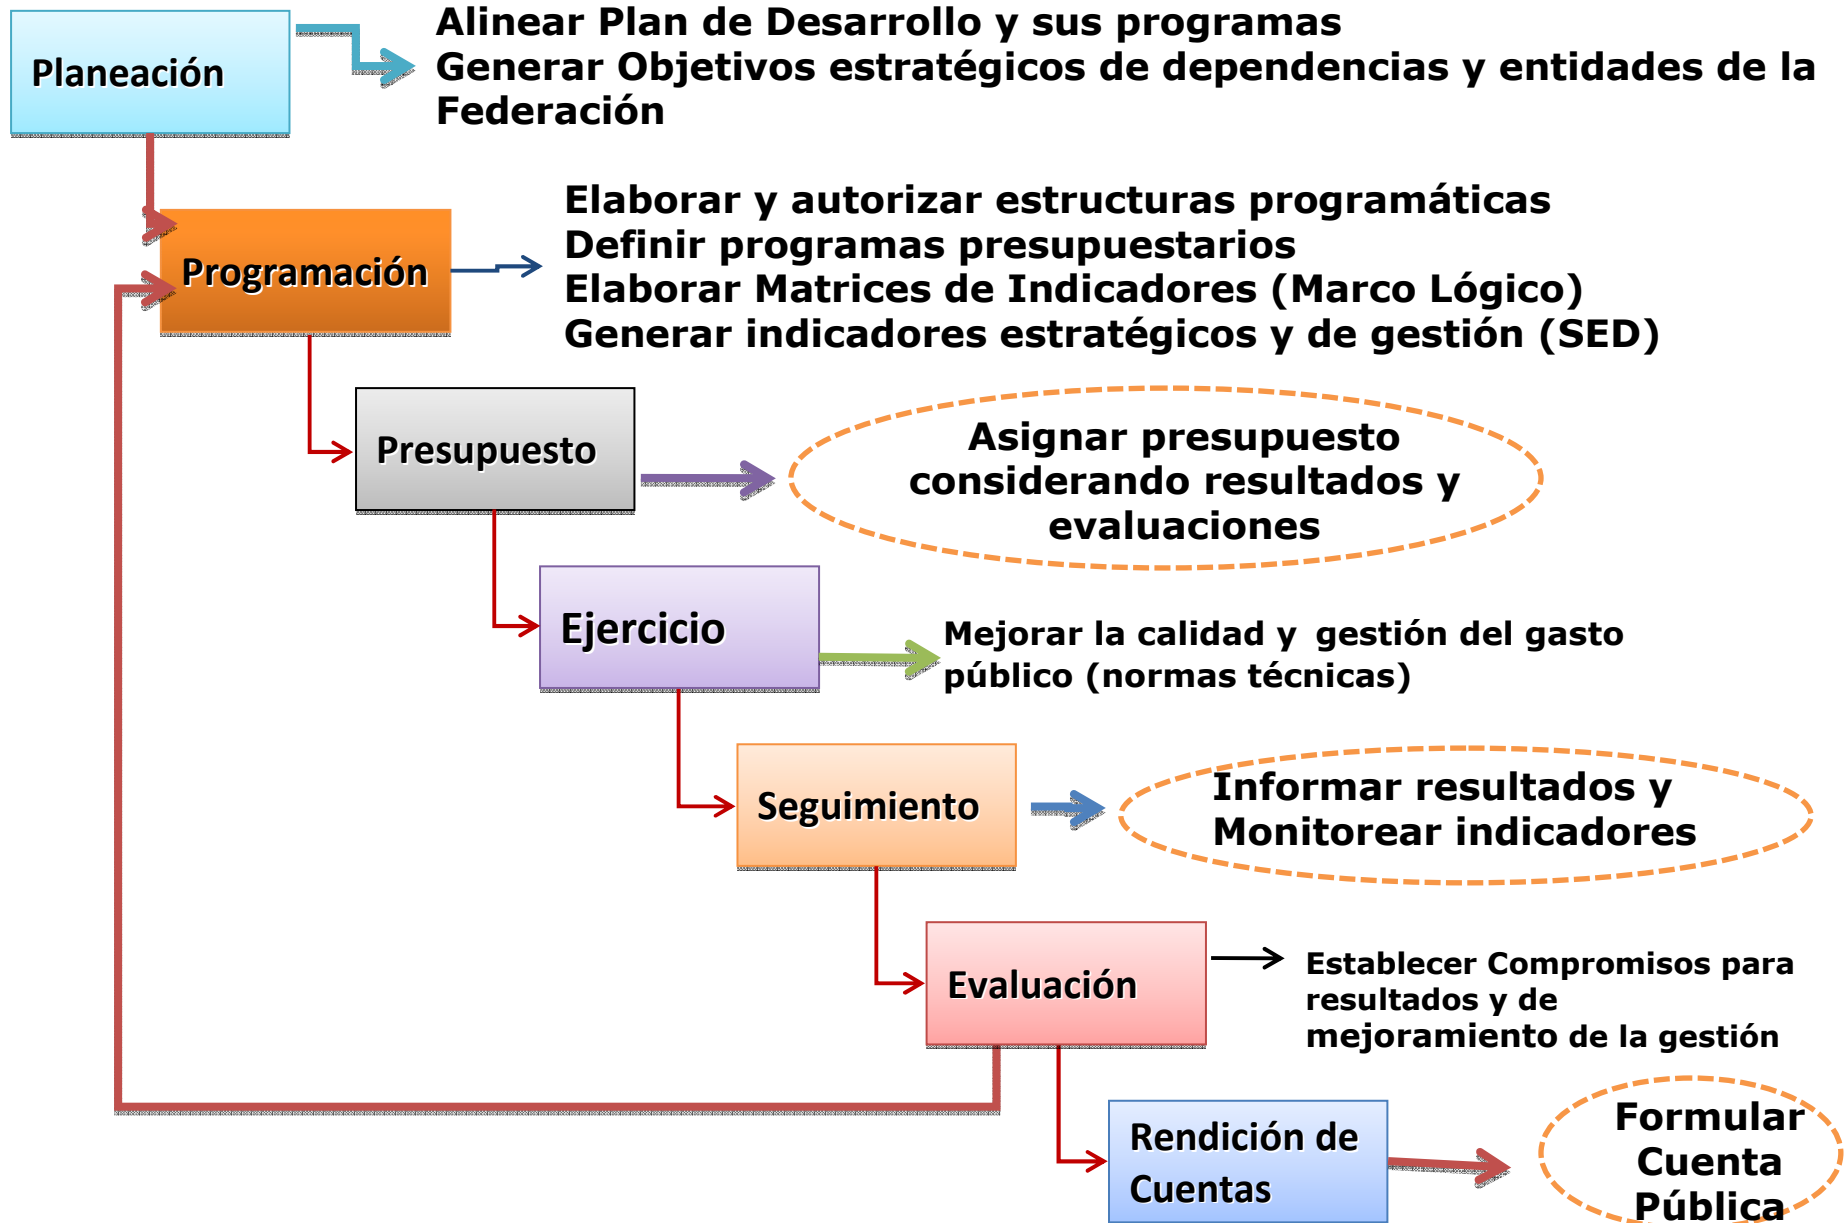 Planeación
Alinear Plan de Desarrollo y sus programas
Generar Objetivos estratégicos de dependencias y entidades de la
Federación
Programación
Elaborar y autorizar estructuras programáticas
Definir programas presupuestarios
Elaborar Matrices de Indicadores (Marco Lógico)
Generar indicadores estratégicos y de gestión (SED)
Presupuesto
Asignar presupuesto
considerando resultados y
evaluaciones
Ejercicio
Mejorar la calidad y gestión del gasto
público (normas técnicas)
Seguimiento
Informar resultados y
Monitorear indicadores
Evaluación
Establecer Compromisos para
resultados y de
mejoramiento de la gestión
Rendición de
Cuentas
Formular
Cuenta
Pública